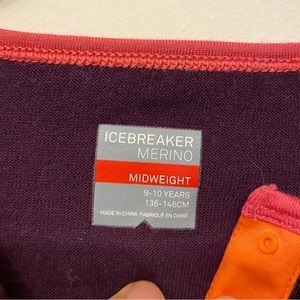 ICEBREAKER
MERINO
MIDWEIGHT
9-10 YEARS
136-146CM
MADE IN CHINA/FABRIQUÉ EN CHINE